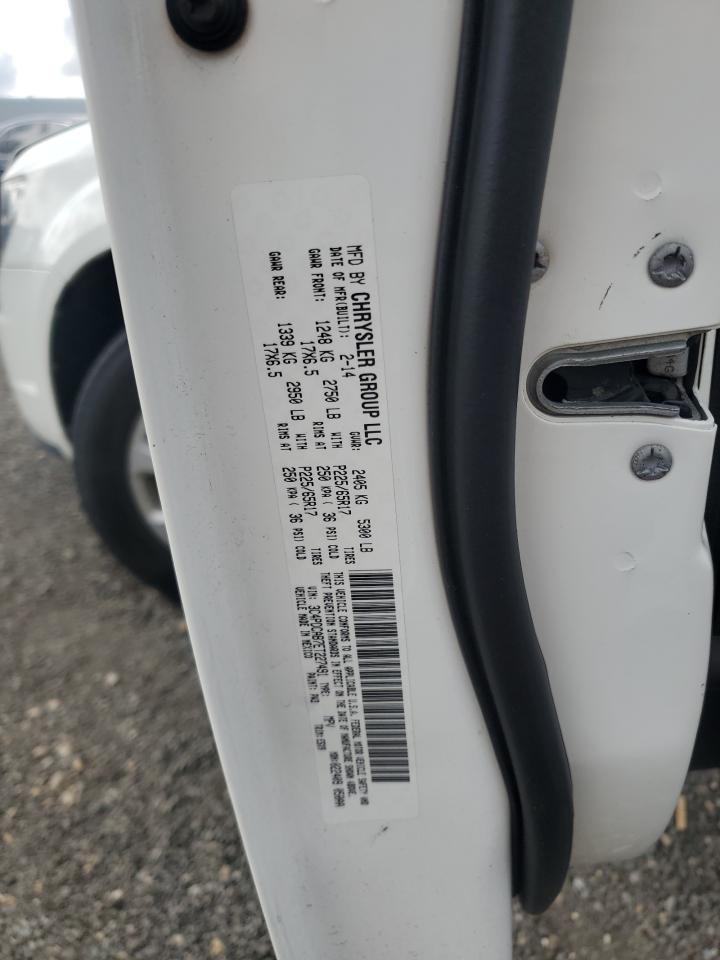 MFD BY CHRYSLER GROUP LLC
DATE OF MFR(BUILT): 2-14 GVWR: 2405 KG 5300 LB
GAWR FRONT: 1248 KG 2750 LB WITH P225/65R17 TIRES
17X6.5 RIMS AT 250 KPA ( 36 PSI) COLD
GAWR REAR: 1339 KG 2950 LB WITH P225/65R17 TIRES
17X6.5 RIMS AT 250 KPA ( 36 PSI) COLD
THIS VEHICLE CONFORMS TO ALL APPLICABLE U.S.A. FEDERAL MOTOR VEHICLE SAFETY AND
THEFT PREVENTION STANDARDS IN EFFECT ON THE DATE OF MANUFACTURE SHOWN ABOVE.
VIN: 3C4PDCAB7ET227491 TYPE: MPV
VEHICLE MADE IN MEXICO PAINT: PW2